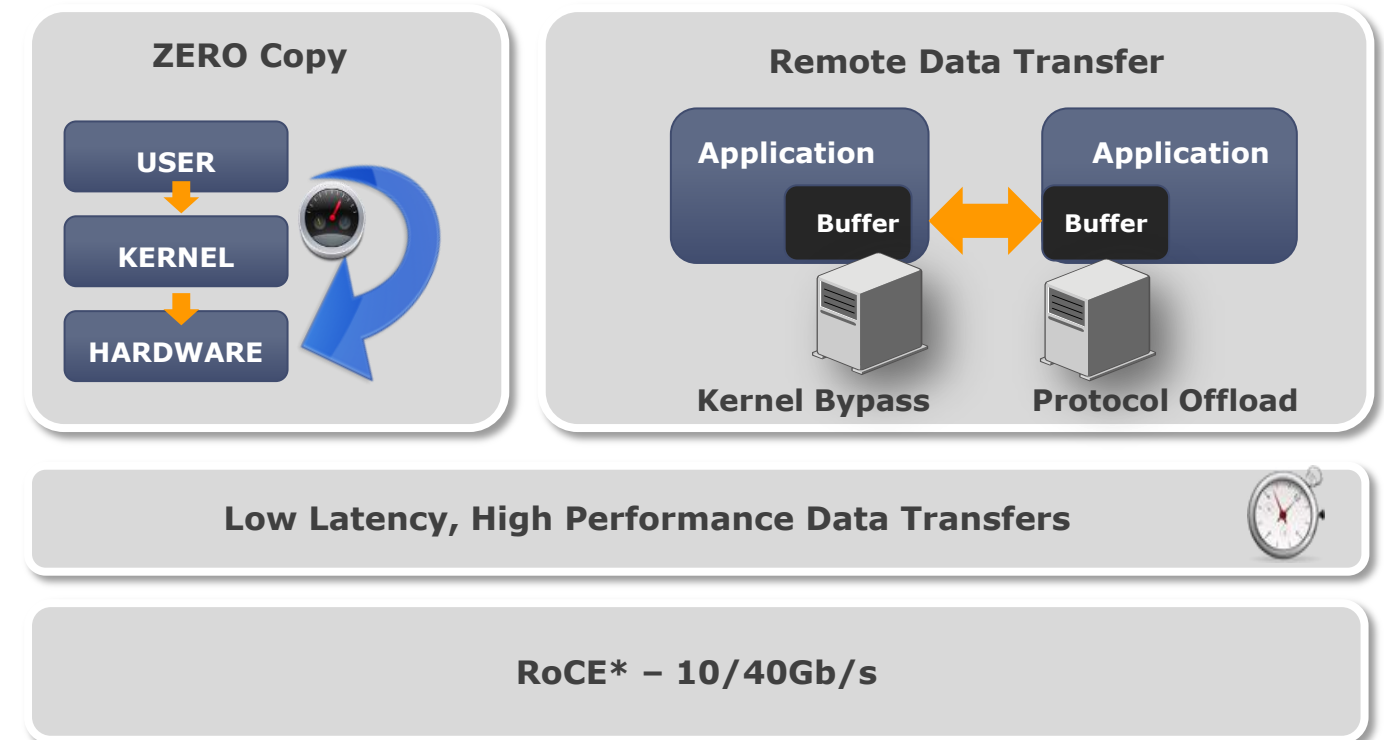 ZERO Copy
USER
KERNEL
HARDWARE
Remote Data Transfer
Application
Buffer
Application
Buffer
Kernel Bypass
Protocol Offload
Low Latency, High Performance Data Transfers
RoCE* – 10/40Gb/s